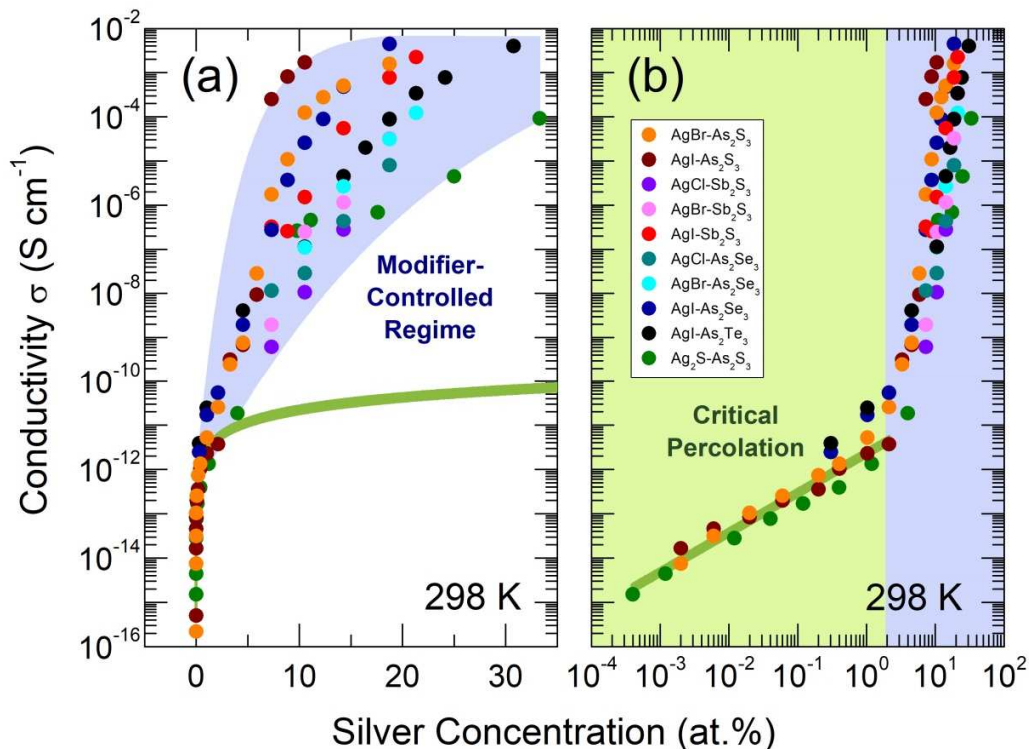 Conductivity σ (S cm⁻¹)
10⁻²
10⁻⁴
10⁻⁶
10⁻⁸
10⁻¹⁰
10⁻¹²
10⁻¹⁴
10⁻¹⁶
(a)
Modifier-
Controlled
Regime
298 K
0
10
20
30
(b)
AgBr-As₂S₃
AgI-As₂S₃
AgCl-Sb₂S₃
AgBr-Sb₂S₃
AgI-Sb₂S₃
AgCl-As₂Se₃
AgBr-As₂Se₃
AgI-As₂Se₃
AgI-As₂Te₃
Ag₂S-As₂S₃
Critical
Percolation
298 K
10⁻⁴
10⁻³
10⁻²
10⁻¹
10⁰
10¹
10²
Silver Concentration (at.%)